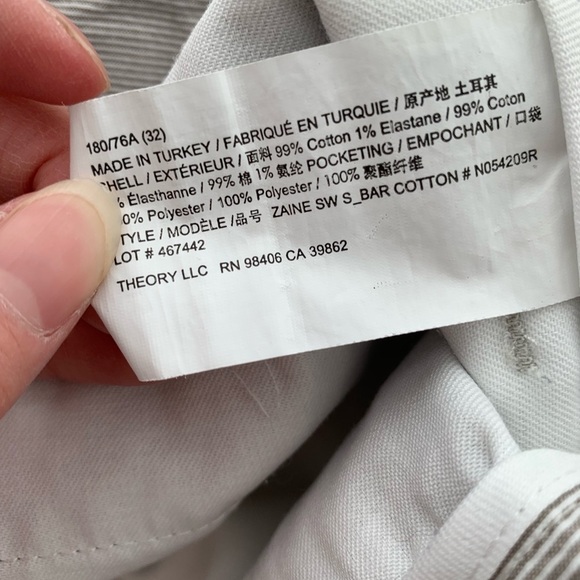 180/76A (32)
MADE IN TURKEY / FABRIQUÉ EN TURQUIE / 原产地 土耳其
SHELL / EXTÉRIEUR / 面料 99% Cotton 1% Elastane / 99% Coton
% Élasthanne / 99% 棉 1% 氨纶 POCKETING / EMPOCHANT / 口袋
0% Polyester / 100% Polyester / 100% 聚酯纤维
TYLE / MODÈLE /品号 ZAINE SW S_BAR COTTON # N054209R
LOT # 467442
THEORY LLC RN 98406 CA 39862